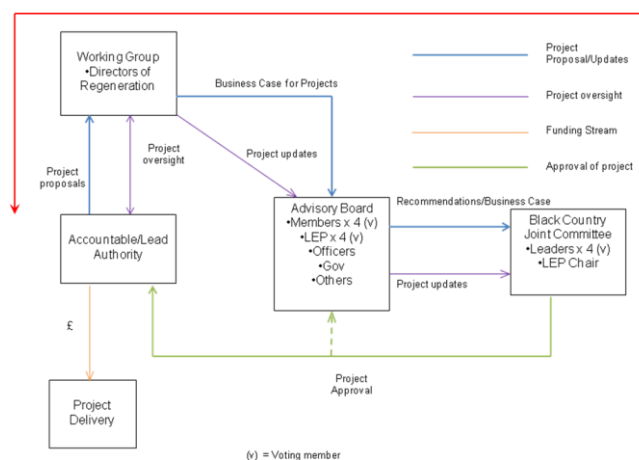 Working Group
•Directors of
Regeneration
Business Case for Projects
Project
Proposal/Updates
Project oversight
Funding Stream
Approval of project
Project
proposals
Project
oversight
Project updates
Accountable/Lead
Authority
Advisory Board
•Members x 4 (v)
•LEP x 4 (v)
•Officers
•Gov
•Others
Recommendations/Business Case
Project updates
Black Country
Joint Committee
•Leaders x 4 (v)
•LEP Chair
£
Project
Delivery
Project
Approval
(v) = Voting member